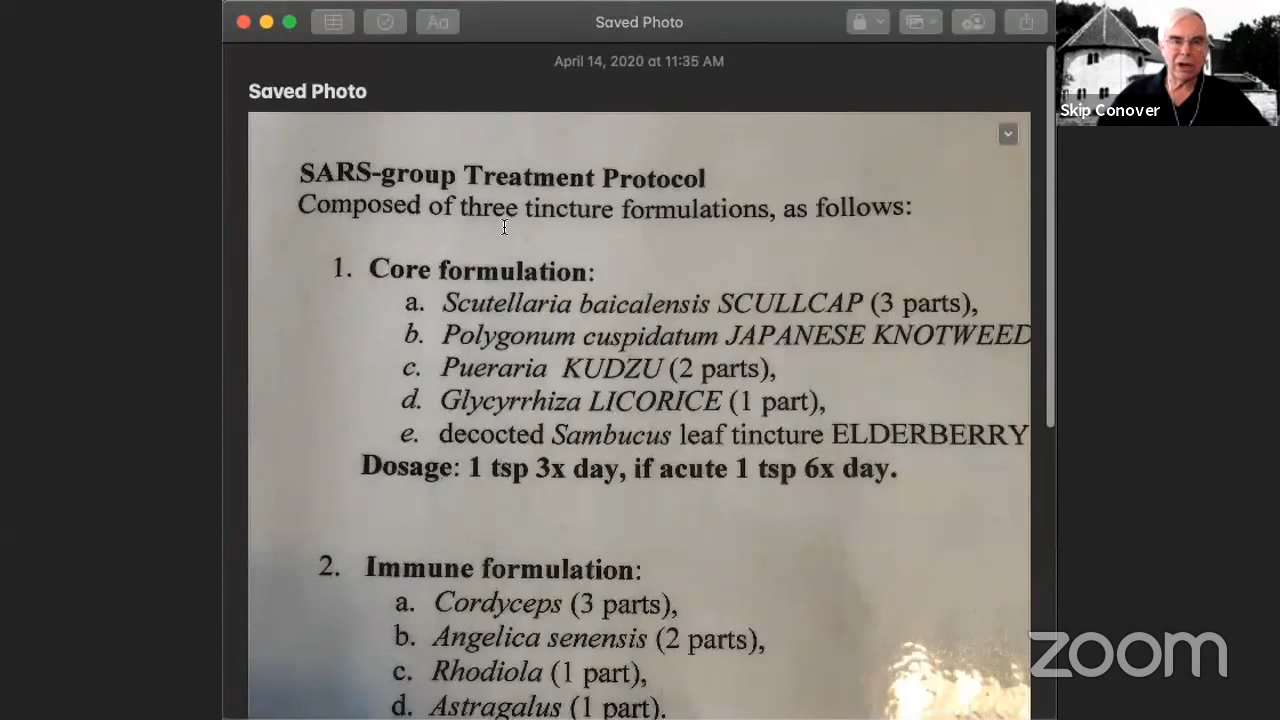 Saved Photo
April 14, 2020 at 11:35 AM
Saved Photo
SARS-group Treatment Protocol
Composed of three tincture formulations, as follows:
1. Core formulation:
a. Scutellaria baicalensis SCULLCAP (3 parts),
b. Polygonum cuspidatum JAPANESE KNOTWEED
c. Pueraria KUDZU (2 parts),
d. Glycyrrhiza LICORICE (1 part),
e. decocted Sambucus leaf tincture ELDERBERRY
Dosage: 1 tsp 3x day, if acute 1 tsp 6x day.
2. Immune formulation:
a. Cordyceps (3 parts),
b. Angelica senensis (2 parts),
c. Rhodiola (1 part),
d. Astragalus (1 part).
Aa
Skip Conover
zoom